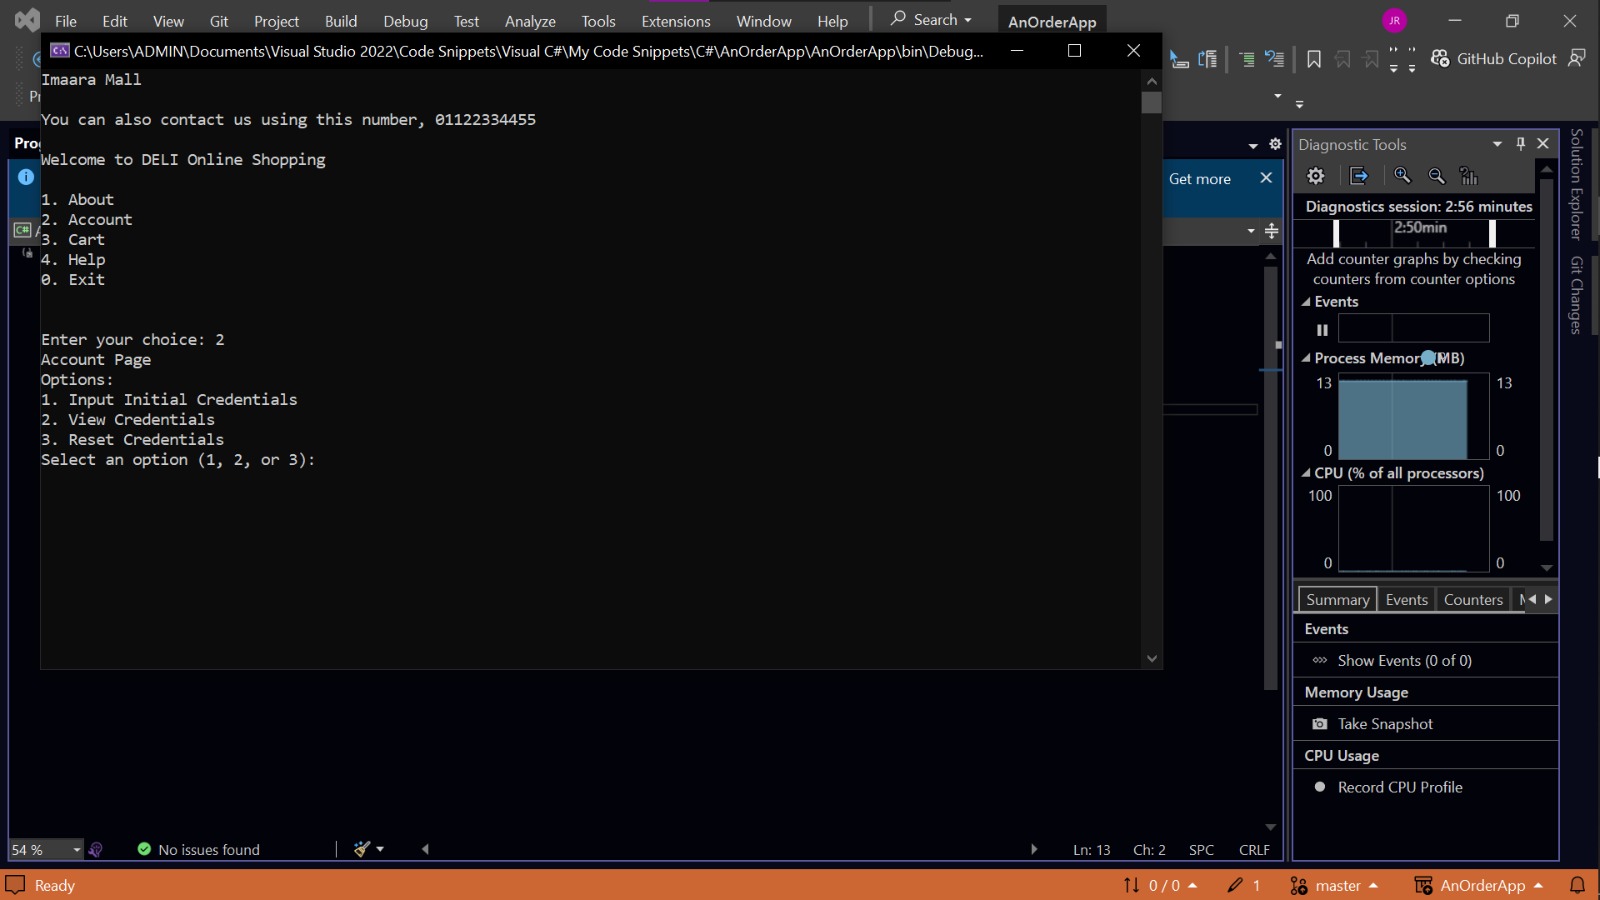 File Edit View Git Project Build Debug Test Analyze Tools Extensions Window Help Search AnOrderApp JR
C:\Users\ADMIN\Documents\Visual Studio 2022\Code Snippets\Visual C#\My Code Snippets\C#\AnOrderApp\AnOrderApp\bin\Debug...
GitHub Copilot
Imaara Mall
You can also contact us using this number, 01122334455
Welcome to DELI Online Shopping
1. About
2. Account
3. Cart
4. Help
0. Exit
Enter your choice: 2
Account Page
Options:
1. Input Initial Credentials
2. View Credentials
3. Reset Credentials
Select an option (1, 2, or 3):
Get more
Diagnostic Tools
Diagnostics session: 2:56 minutes
2:50min
Add counter graphs by checking
counters from counter options
Events
Process Memory (MB)
13 13
0 0
CPU (% of all processors)
100 100
0 0
Summary Events Counters
Events
Show Events (0 of 0)
Memory Usage
Take Snapshot
CPU Usage
Record CPU Profile
Solution Explorer
Git Changes
54 % No issues found Ln: 13 Ch: 2 SPC CRLF
Ready 0 / 0 1 master AnOrderApp